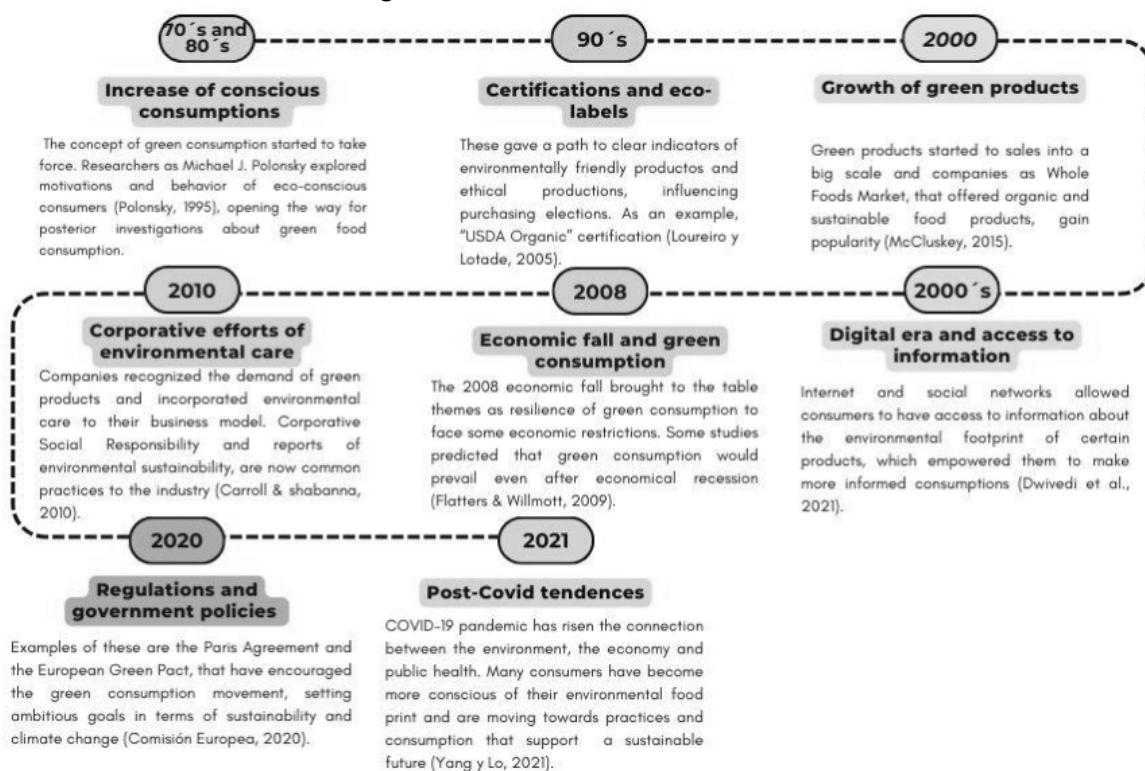 70´s and
80´s
Increase of conscious
consumptions
The concept of green consumption started to take
force. Researchers as Michael J. Polonsky explored
motivations and behavior of eco-conscious
consumers (Polonsky, 1995), opening the way for
posterior investigations about green food
consumption.
90´s
Certifications and eco-
labels
These gave a path to clear indicators of
environmentally friendly productos and
ethical productions, influencing
purchasing elections. As an example,
"USDA Organic" certification (Loureiro y
Lotade, 2005).
2000
Growth of green products
Green products started to sales into a
big scale and companies as Whole
Foods Market, that offered organic and
sustainable food products, gain
popularity (McCluskey, 2015).
2000´s
Digital era and access to
information
Internet and social networks allowed
consumers to have access to information about
the environmental footprint of certain
products, which empowered them to make
more informed consumptions (Dwivedi et al.,
2021).
2008
Economic fall and green
consumption
The 2008 economic fall brought to the table
themes as resilience of green consumption to
face some economic restrictions. Some studies
predicted that green consumption would
prevail even after economical recession
(Flatters & Willmott, 2009).
2010
Corporative efforts of
environmental care
Companies recognized the demand of green
products and incorporated environmental
care to their business model. Corporative
Social Responsibility and reports of
environmental sustainability, are now common
practices to the industry (Carroll & shabanna,
2010).
2020
Regulations and
government policies
Examples of these are the Paris Agreement and
the European Green Pact, that have encouraged
the green consumption movement, setting
ambitious goals in terms of sustainability and
climate change (Comisión Europea, 2020).
2021
Post-Covid tendences
COVID-19 pandemic has risen the connection
between the environment, the economy and
public health. Many consumers have become
more conscious of their environmental food
print and are moving towards practices and
consumption that support a sustainable
future (Yang y Lo, 2021).